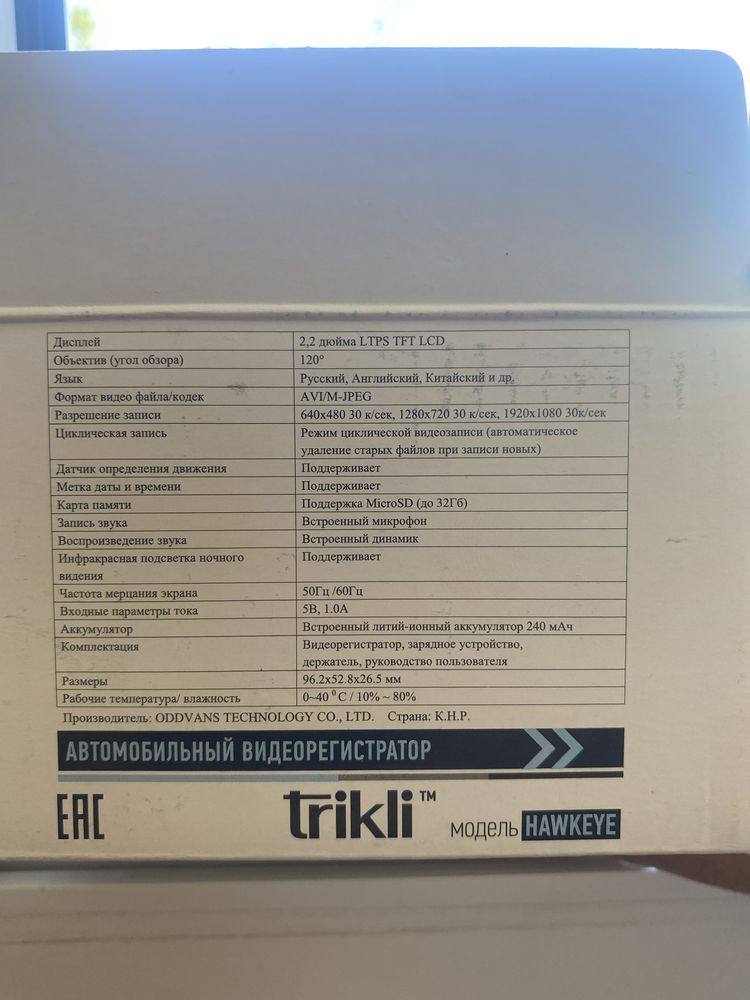 Дисплей 2,2 дюйма LTPS TFT LCD
Объектив (угол обзора) 120°
Язык Русский, Английский, Китайский и др.
Формат видео файла/кодек AVI/M-JPEG
Разрешение записи 640x480 30 к/сек, 1280x720 30 к/сек, 1920x1080 30к/сек
Циклическая запись Режим циклической видеозаписи (автоматическое
удаление старых файлов при записи новых)
Датчик определения движения Поддерживает
Метка даты и времени Поддерживает
Карта памяти Поддержка MicroSD (до 32Гб)
Запись звука Встроенный микрофон
Воспроизведение звука Встроенный динамик
Инфракрасная подсветка ночного Поддерживает
видения
Частота мерцания экрана 50Гц /60Гц
Входные параметры тока 5В, 1.0А
Аккумулятор Встроенный литий-ионный аккумулятор 240 мАч
Комплектация Видеорегистратор, зарядное устройство,
держатель, руководство пользователя
Размеры 96.2x52.8x26.5 мм
Рабочие температура/ влажность 0~40 ⁰ С / 10% ~ 80%
Производитель: ODDVANS TECHNOLOGY CO., LTD. Страна: К.Н.Р.
АВТОМОБИЛЬНЫЙ ВИДЕОРЕГИСТРАТОР
EAC trikli™ модель HAWKEYE